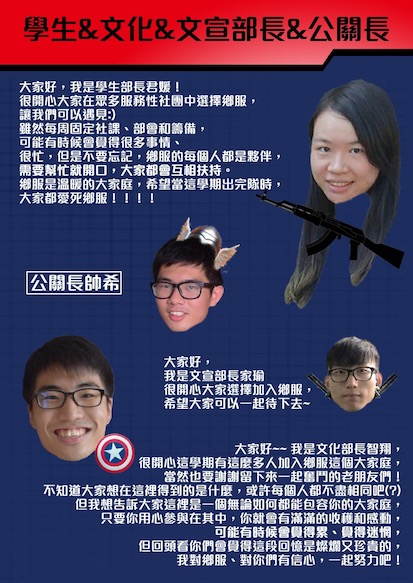 學生&文化&文宣部長&公關長
大家好，我是學生部長君媛！
很開心大家在眾多服務性社團中選擇鄉服，
讓我們可以遇見:)
雖然每周固定社課、部會和籌備，
可能有時候會覺得很多事情、
很忙，但是不要忘記，鄉服的每個人都是夥伴，
需要幫忙就開口，大家都會互相扶持。
鄉服是溫暖的大家庭，希望當這學期出完隊時，
大家都愛死鄉服！！！！
公關長帥希
大家好，
我是文宣部長家瑜
很開心大家選擇加入鄉服，
希望大家可以一起待下去~
大家好~~ 我是文化部長智翔，
很開心這學期有這麼多人加入鄉服這個大家庭，
當然也要謝謝留下來一起奮鬥的老朋友們！
不知道大家想在這裡得到的是什麼，或許每個人都不盡相同吧(?)
但我想告訴大家這裡是一個無論如何都能包容你的大家庭，
只要你用心參與在其中，你就會有滿滿的收穫和感動，
可能有時候會覺得累、覺得迷惘，
但回頭看你們會覺得這段回憶是燦爛又珍貴的，
我對鄉服、對你們有信心，一起努力吧！